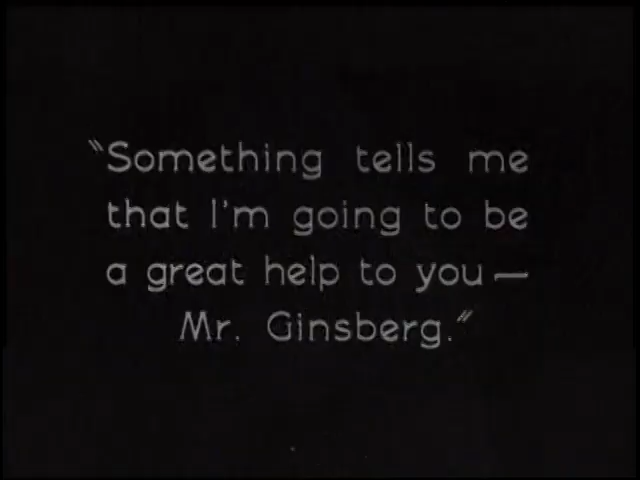 "Something tells me
that I'm going to be
a great help to you—
Mr. Ginsberg."